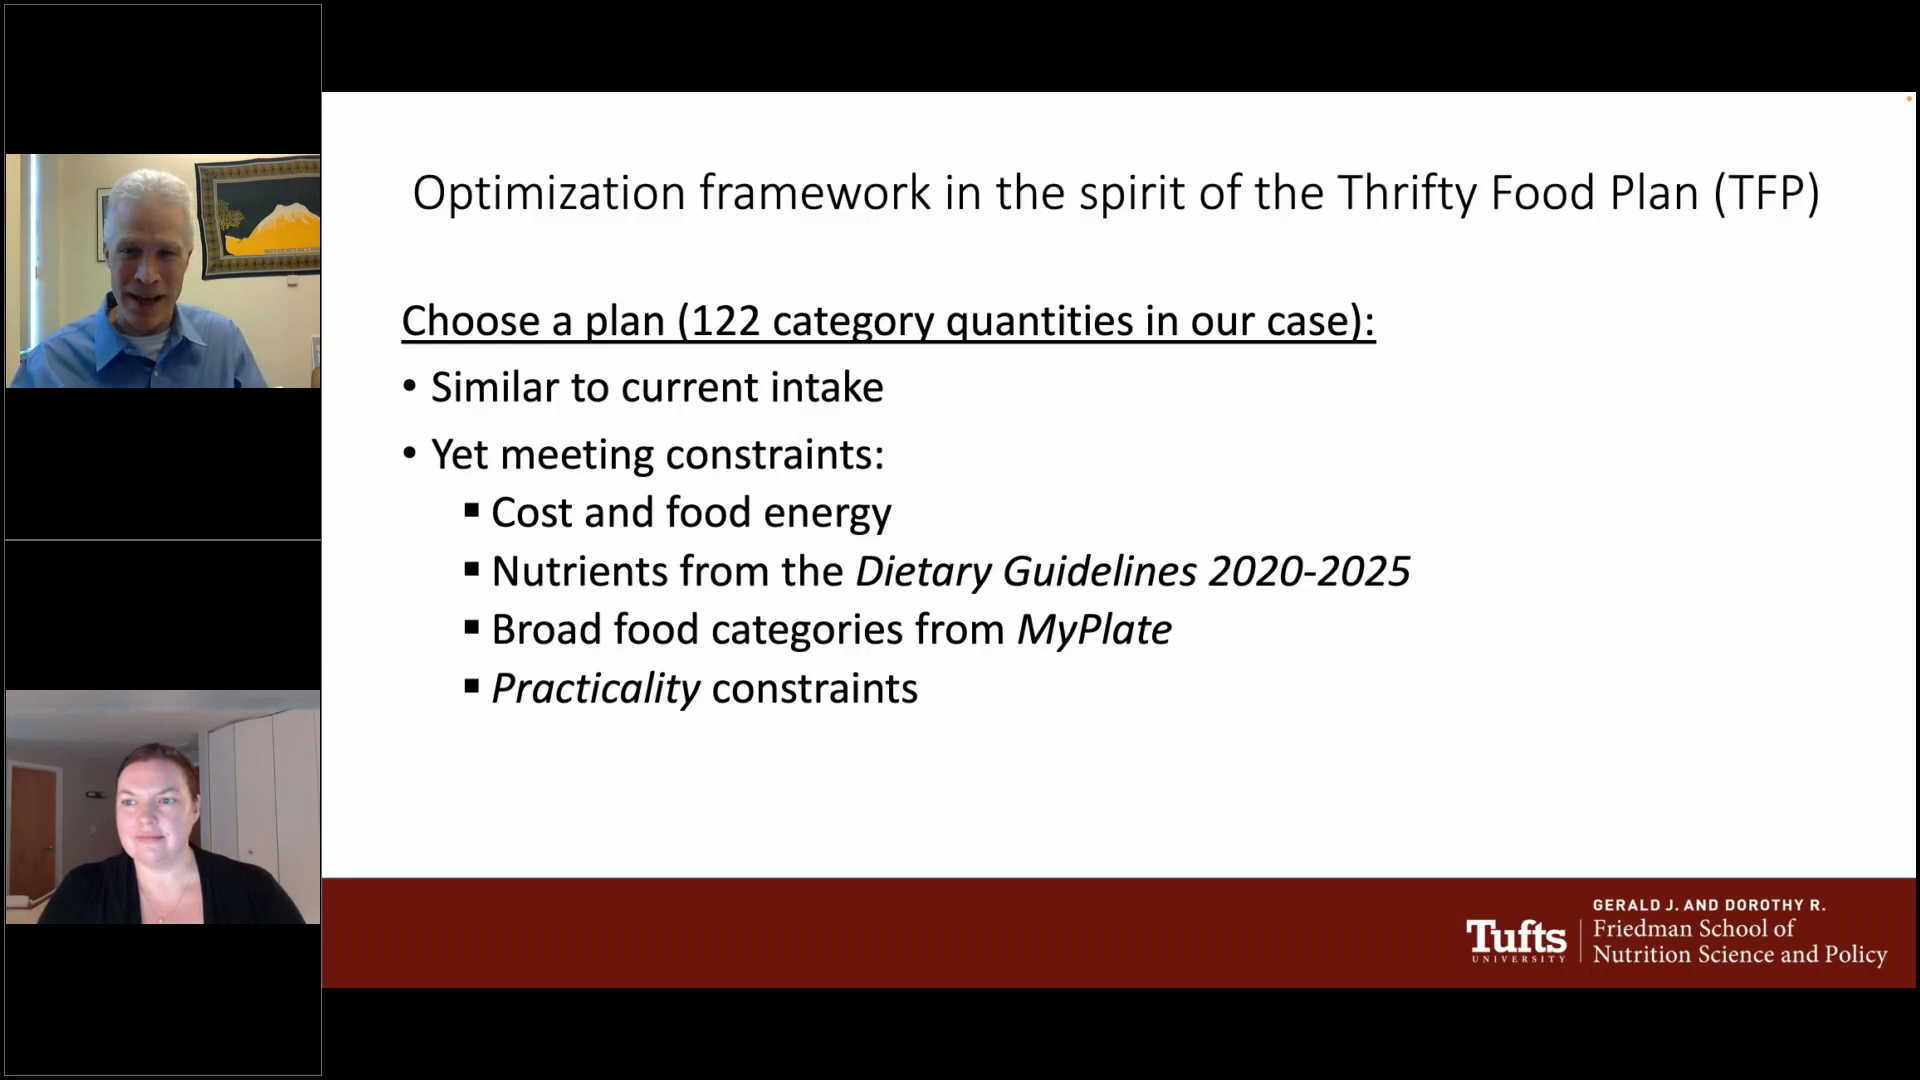 Optimization framework in the spirit of the Thrifty Food Plan (TFP)
Choose a plan (122 category quantities in our case):
• Similar to current intake
• Yet meeting constraints:
▪ Cost and food energy
▪ Nutrients from the Dietary Guidelines 2020-2025
▪ Broad food categories from MyPlate
▪ Practicality constraints
Tufts
UNIVERSITY
GERALD J. AND DOROTHY R.
Friedman School of
Nutrition Science and Policy